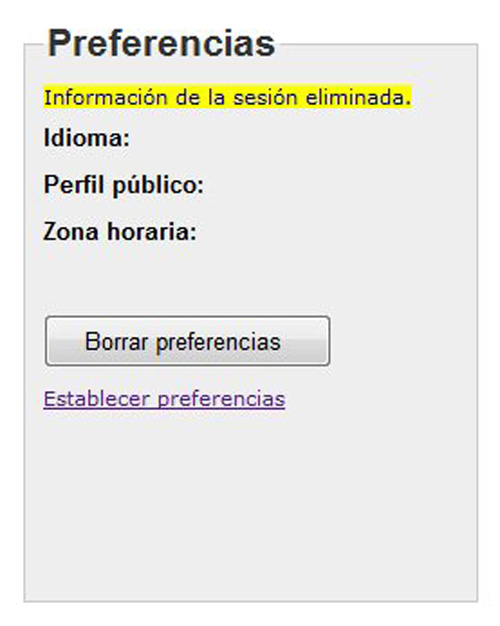 Preferencias
Información de la sesión eliminada.
Idioma:
Perfil público:
Zona horaria:
Borrar preferencias
Establecer preferencias